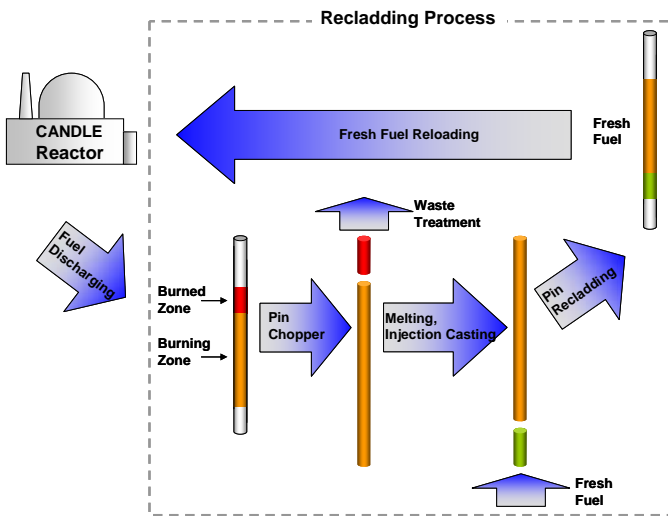 Recladding Process
CANDLE
Reactor
Fresh Fuel Reloading
Fresh
Fuel
Waste
Treatment
Fuel
Discharging
Burned
Zone
Burning
Zone
Pin
Chopper
Melting,
Injection Casting
Pin
Recladding
Fresh
Fuel